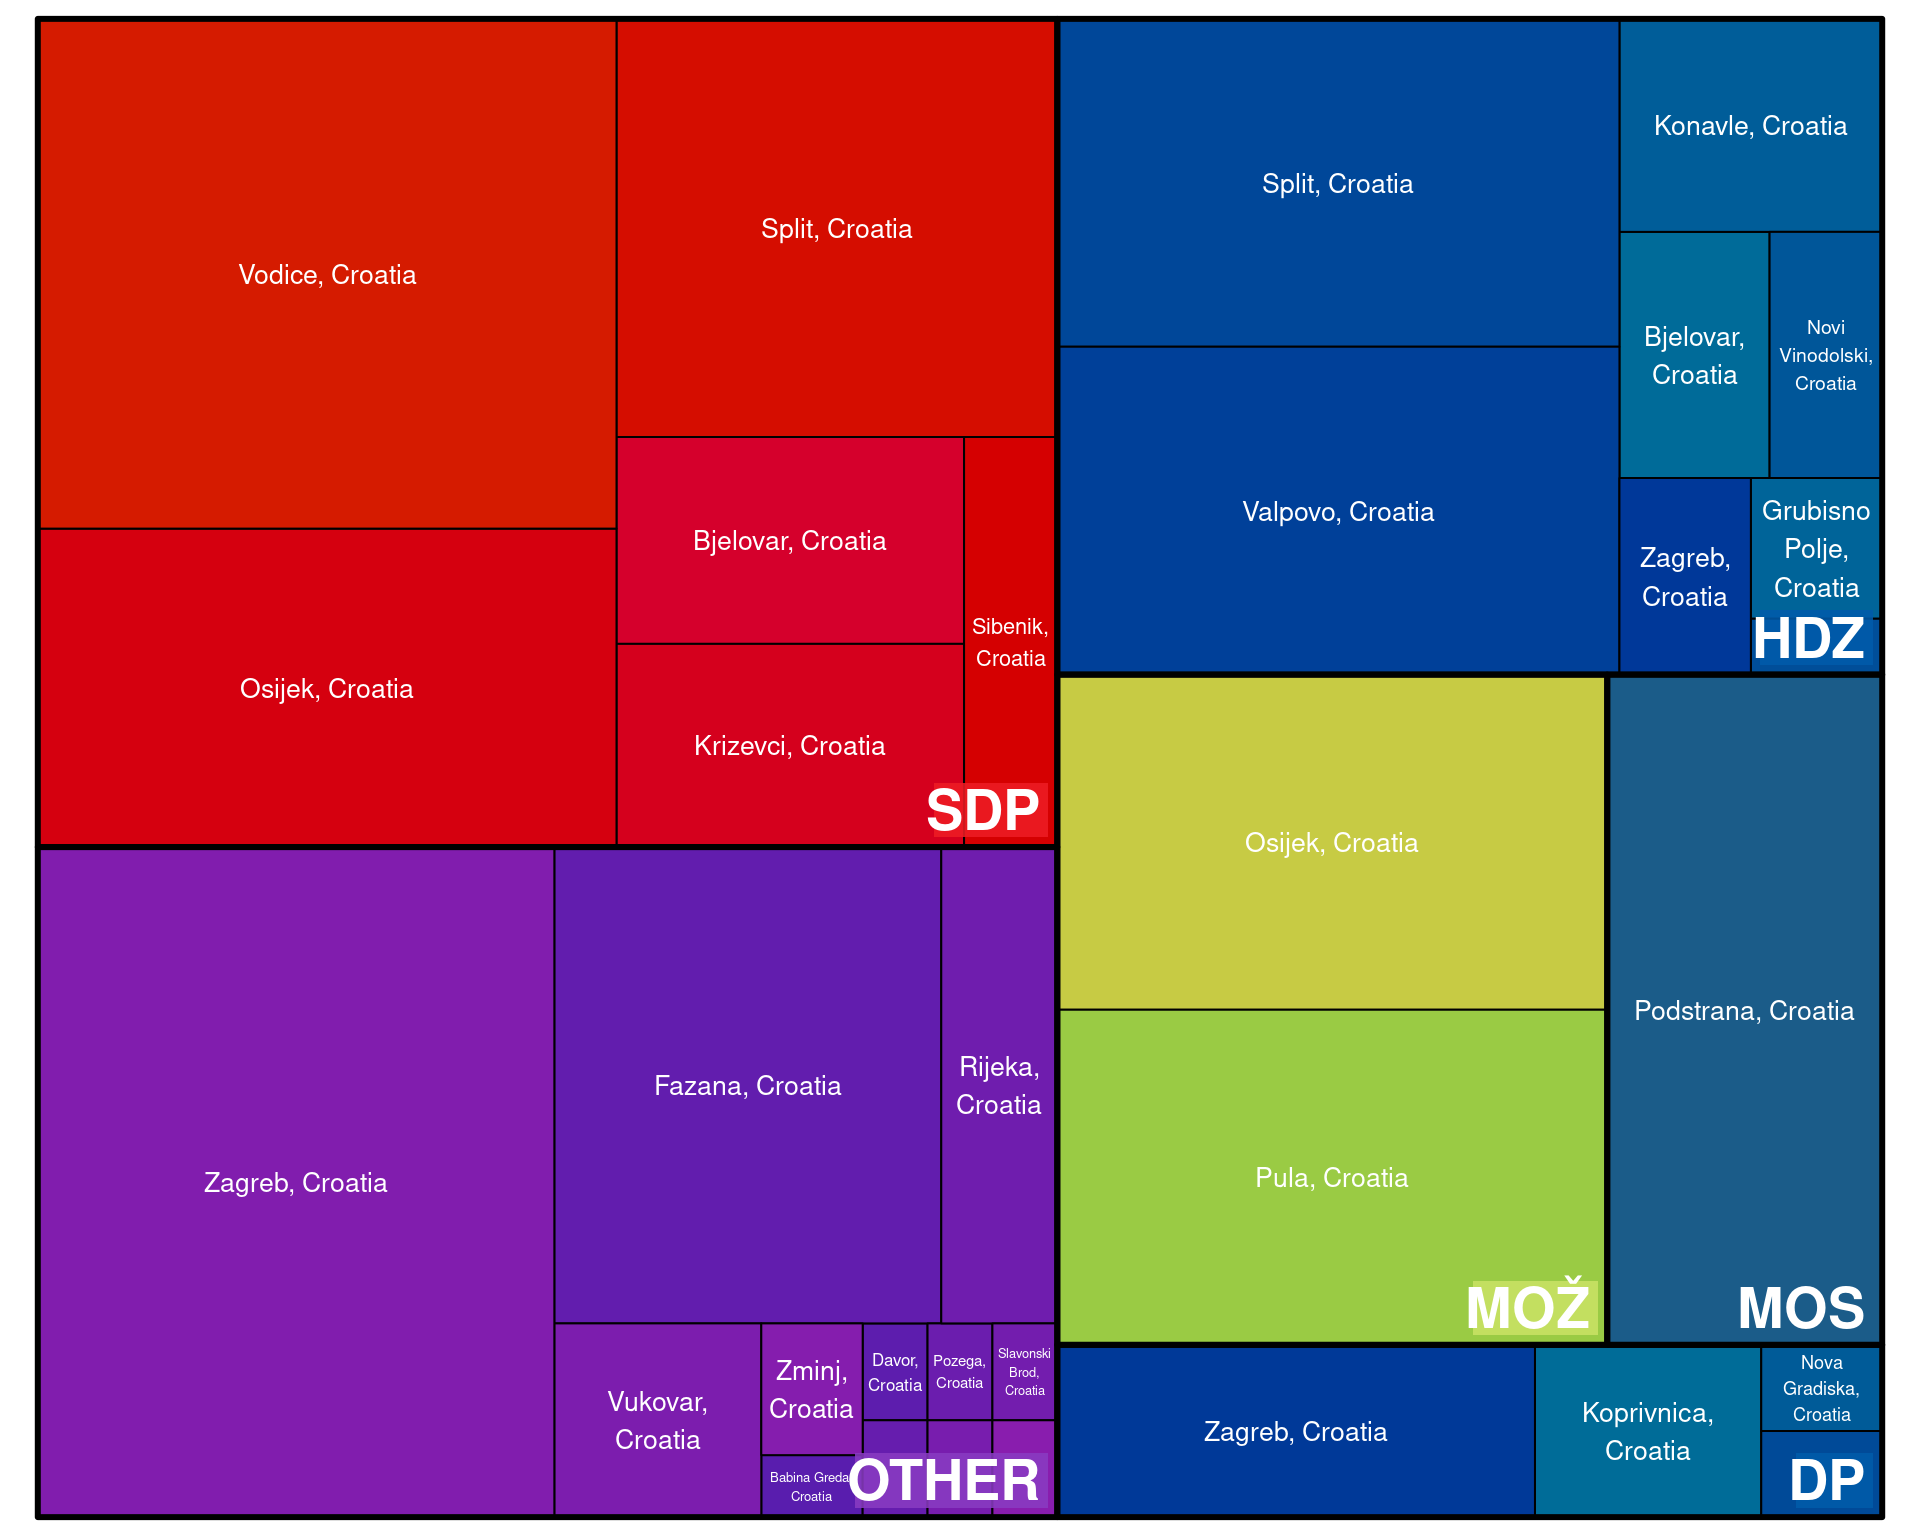 Vodice, Croatia
Split, Croatia
Osijek, Croatia
Bjelovar, Croatia
Krizevci, Croatia
Sibenik,
Croatia
SDP
Split, Croatia
Valpovo, Croatia
Konavle, Croatia
Bjelovar,
Croatia
Novi
Vinodolski,
Croatia
Zagreb,
Croatia
Grubisno
Polje,
Croatia
HDZ
Zagreb, Croatia
Fazana, Croatia
Rijeka,
Croatia
Vukovar,
Croatia
Zminj,
Croatia
Babina Greda,
Croatia
Davor,
Croatia
Pozega,
Croatia
Slavonski
Brod,
Croatia
OTHER
Osijek, Croatia
Pula, Croatia
MOŽ
Podstrana, Croatia
MOS
Zagreb, Croatia
Koprivnica,
Croatia
Nova
Gradiska,
Croatia
DP